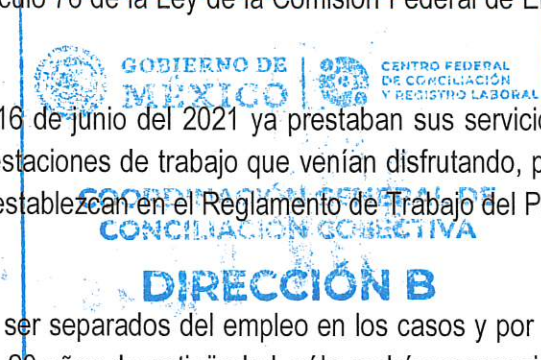 culo 76 de la Ley de la Comisión Federal de E
GOBIERNO DE MÉXICO
CENTRO FEDERAL DE CONCILIACIÓN Y REGISTRO LABORAL
16 de junio del 2021 ya prestaban sus servicio
estaciones de trabajo que venían disfrutando, p
establezcan en el Reglamento de Trabajo del P
COORDINACIÓN GENERAL DE
CONCILIACIÓN COLECTIVA
DIRECCIÓN B
ser separados del empleo en los casos y por